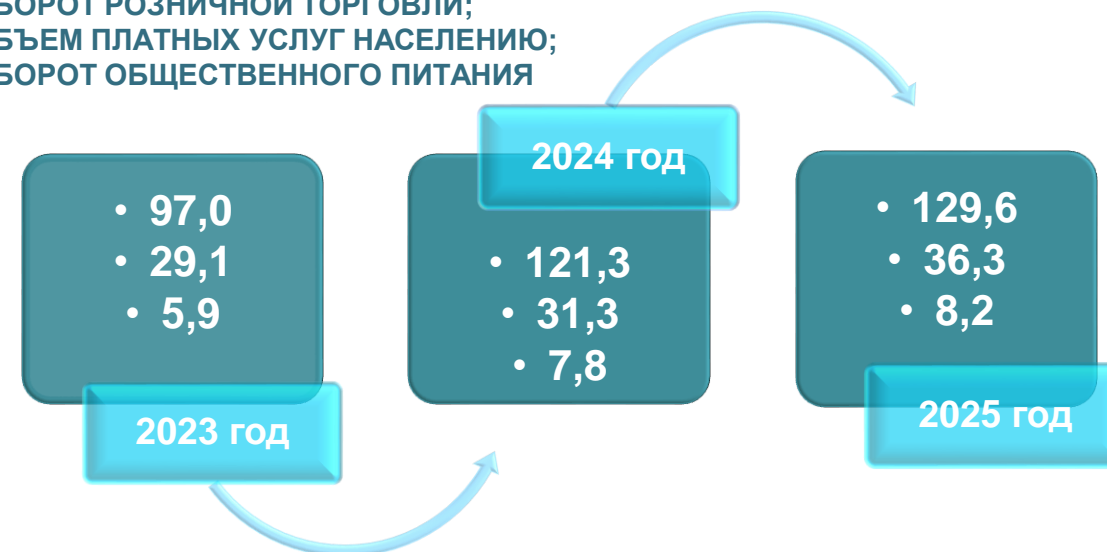 БОРОТ РОЗНИЧНОЙ ТОРГОВЛИ;
БЪЕМ ПЛАТНЫХ УСЛУГ НАСЕЛЕНИЮ;
БОРОТ ОБЩЕСТВЕННОГО ПИТАНИЯ
• 97,0
• 29,1
• 5,9
2023 год
2024 год
• 121,3
• 31,3
• 7,8
• 129,6
• 36,3
• 8,2
2025 год